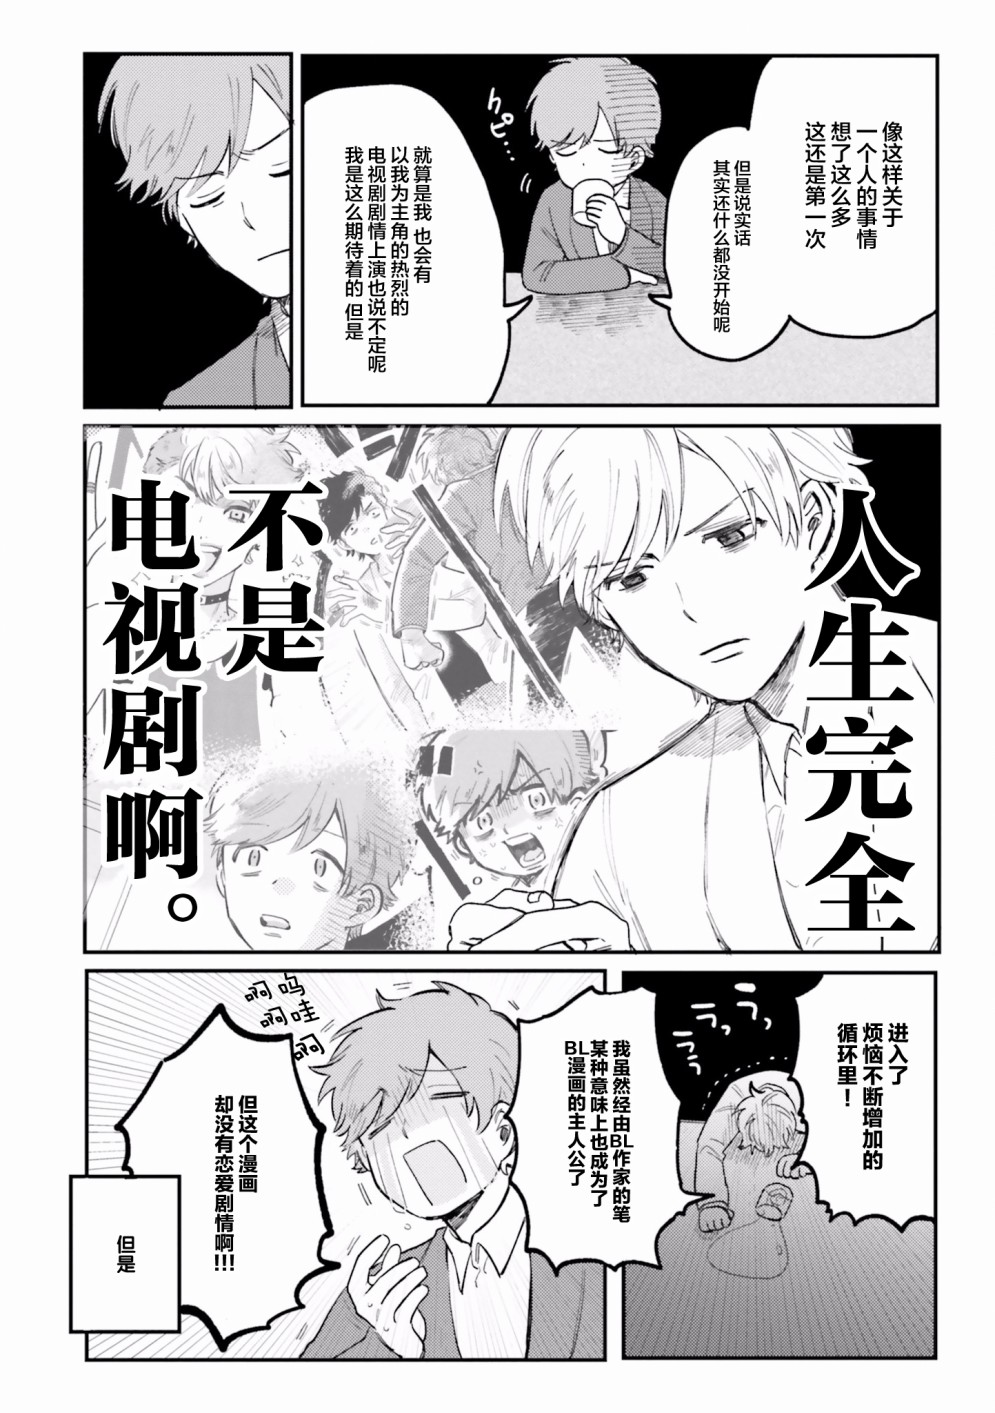 像这样关于
一个人的事情
想了这么多
这还是第一次
但是说实话
其实还什么都没开始呢
クピ…
就算是我 也会有
以我为主角的热烈的
电视剧剧情上演也说不定呢
我是这么期待着的 但是
人生完全
不是
电视剧啊。
进入了
烦恼不断增加的
循环里！
うっ、うっ、
我虽然经由BL作家的笔
某种意味上也成为了
BL漫画的主人公了
啊呜
啊哇
啊
但这个漫画
却没有恋爱剧情啊!!!
但是